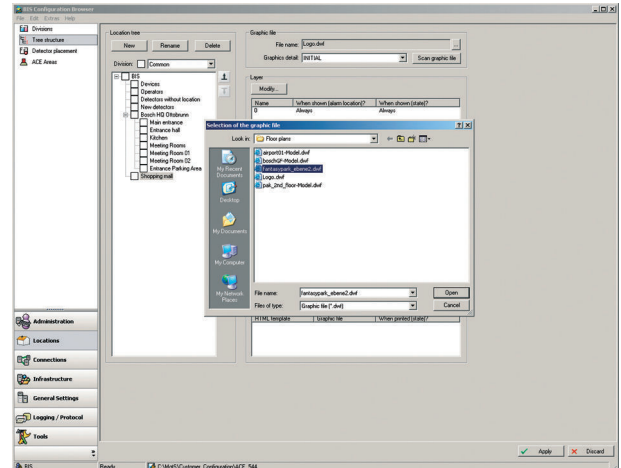 BIS Configuration Browser
File Edit Extras Help
Divisions
Tree structure
Detector placement
ACE Areas
Administration
Locations
Connections
Infrastructure
General Settings
Logging / Protocol
Tools
Location tree
New Rename Delete
Division: Common
BIS
Devices
Operators
Detectors without location
New detectors
Bosch HQ Ottobrunn
Main entrance
Entrance hall
Kitchen
Meeting Rooms
Meeting Room 01
Meeting Room 02
Entrance Parking Area
Shopping mall
Graphic file
File name: Logo.dwf ...
Graphics detail: INITIAL Scan graphic file
Layer
Modify...
Name When shown (alarm location)? When shown (state)?
0 Always Always
Selection of the graphic file
Look in: Floor plans
My Recent Documents
Desktop
My Documents
My Computer
My Network Places
airport01-Model.dwf
boschGF-Model.dwf
fantasypark_ebene2.dwf
Logo.dwf
pak_2nd_floor-Model.dwf
File name: fantasypark_ebene2.dwf Open
Files of type: Graphic file (*.dwf) Cancel
HTML template Graphic file When printed (state)?
Apply Discard
BIS Ready C:\MgtS\Customer_Configuration\ACE_544